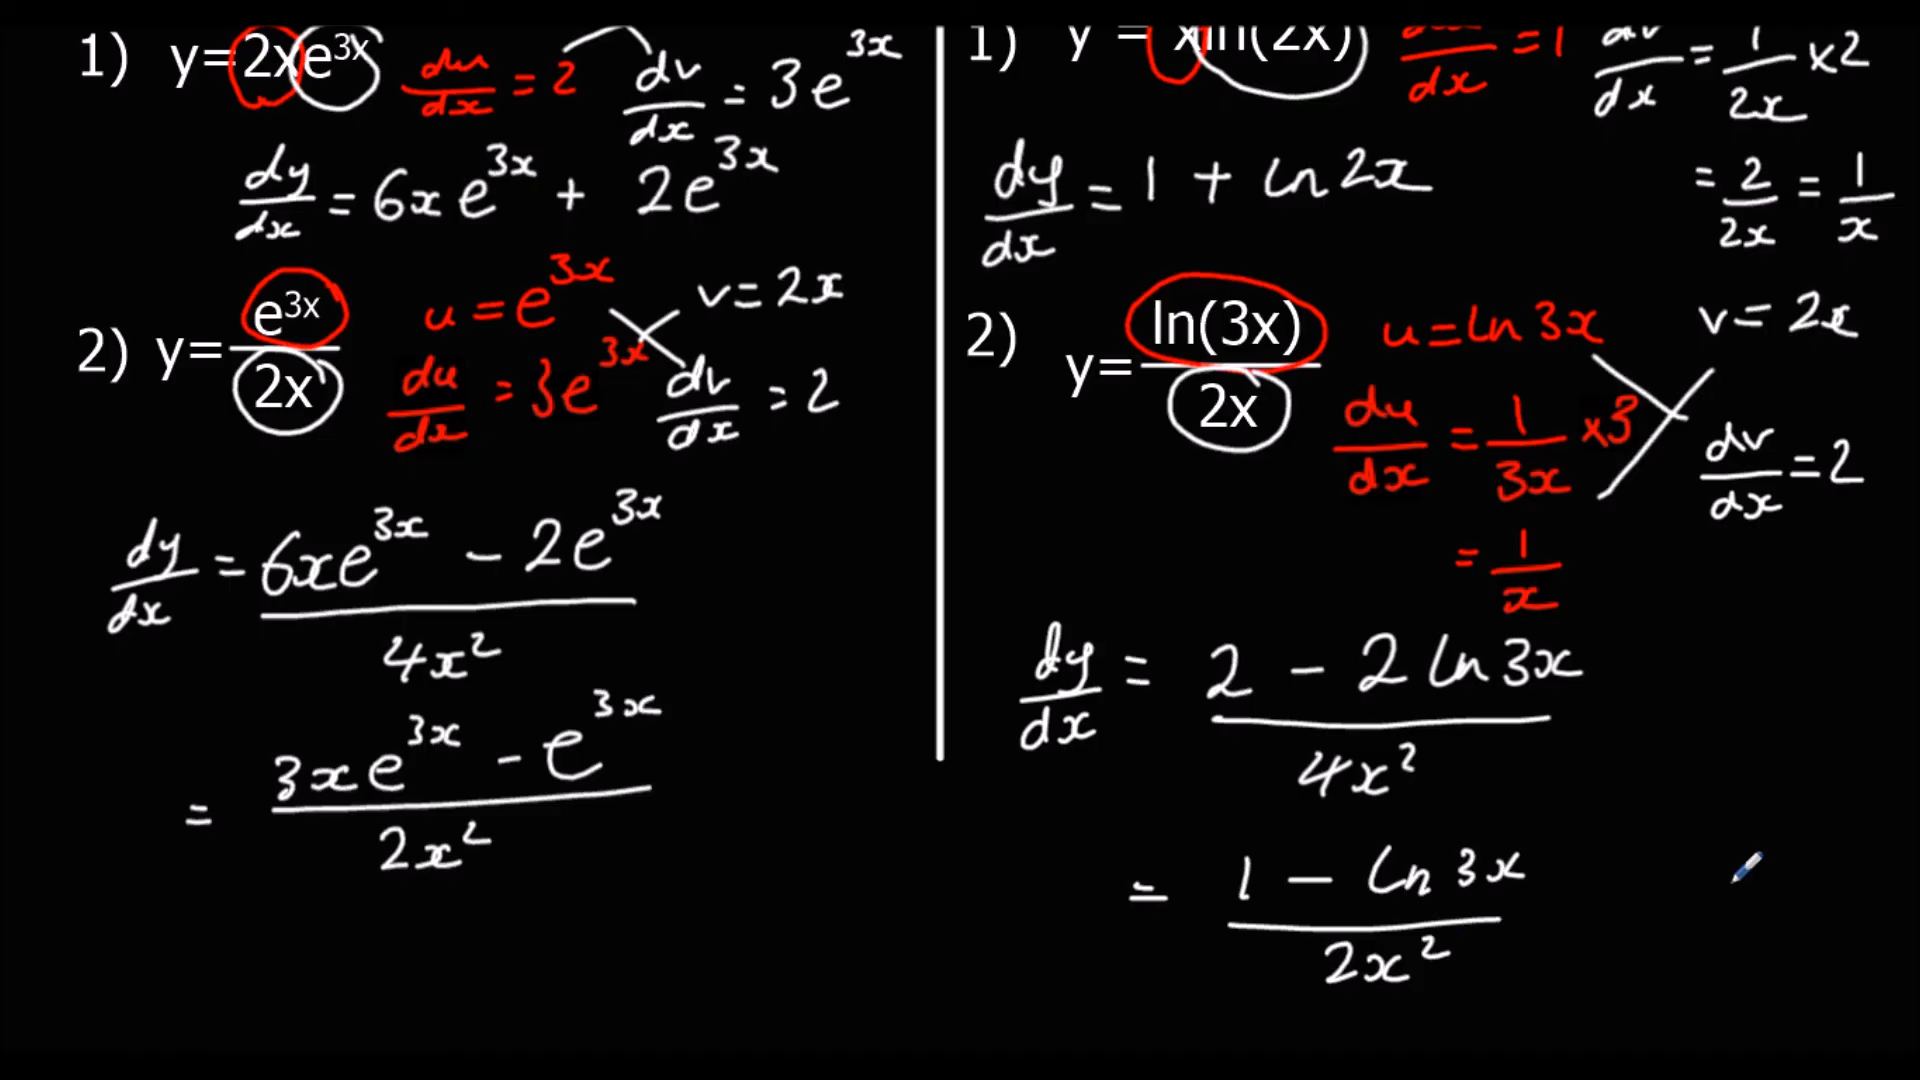 1) y=2xe^{3x} du/dx = 2 dv/dx = 3e^{3x}
dy/dx = 6xe^{3x} + 2e^{3x}
2) y= e^{3x}/2x u = e^{3x} v = 2x
du/dx = 3e^{3x} dv/dx = 2
dy/dx = (6xe^{3x} - 2e^{3x})/4x²
= (3xe^{3x} - e^{3x})/2x²
1) y = xln(2x) du/dx = 1 dv/dx = 1/2x ×2
= 2/2x = 1/x
dy/dx = 1 + ln2x
2) y= ln(3x)/2x u = ln3x v = 2x
du/dx = 1/3x ×3 dv/dx = 2
= 1/x
dy/dx = (2 - 2ln3x)/4x²
= (1 - ln3x)/2x²